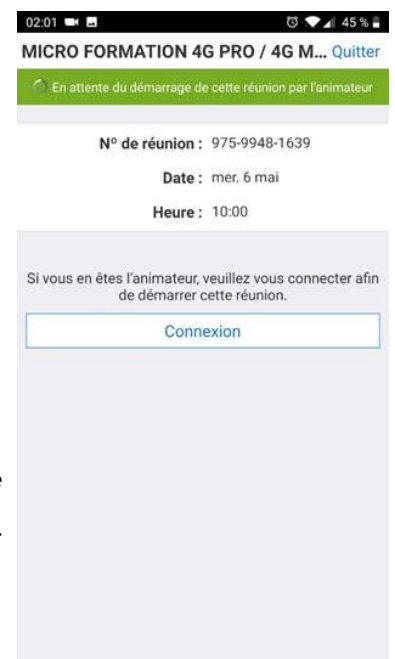 02:01 45 %
MICRO FORMATION 4G PRO / 4G M... Quitter
En attente du démarrage de cette réunion par l'animateur
Nº de réunion : 975-9948-1639
Date : mer. 6 mai
Heure : 10:00
Si vous en êtes l'animateur, veuillez vous connecter afin
de démarrer cette réunion.
Connexion
e
.